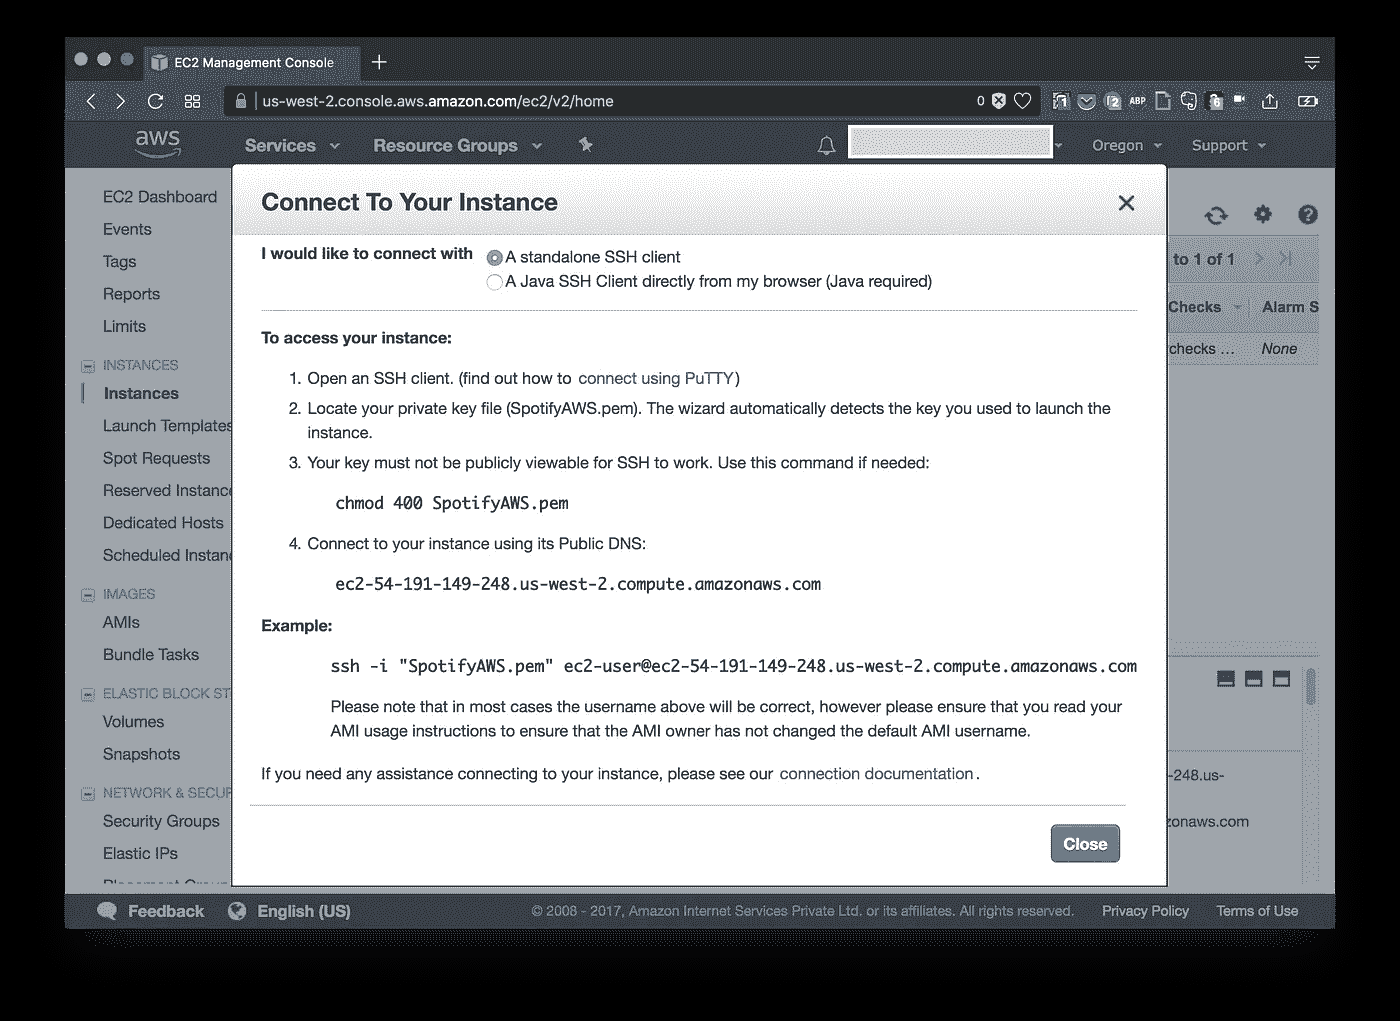 EC2 Management Console
us-west-2.console.aws.amazon.com/ec2/v2/home
0
ABP
aws
Services
Resource Groups
Oregon
Support
EC2 Dashboard
Events
Tags
Reports
Limits
INSTANCES
Instances
Launch Templates
Spot Requests
Reserved Instanc
Dedicated Hosts
Scheduled Instan
IMAGES
AMIs
Bundle Tasks
ELASTIC BLOCK ST
Volumes
Snapshots
NETWORK & SECUR
Security Groups
Elastic IPs
Connect To Your Instance
I would like to connect with
A standalone SSH client
A Java SSH Client directly from my browser (Java required)
To access your instance:
1. Open an SSH client. (find out how to connect using PuTTY)
2. Locate your private key file (SpotifyAWS.pem). The wizard automatically detects the key you used to launch the
instance.
3. Your key must not be publicly viewable for SSH to work. Use this command if needed:
chmod 400 SpotifyAWS.pem
4. Connect to your instance using its Public DNS:
ec2-54-191-149-248.us-west-2.compute.amazonaws.com
Example:
ssh -i "SpotifyAWS.pem" ec2-user@ec2-54-191-149-248.us-west-2.compute.amazonaws.com
Please note that in most cases the username above will be correct, however please ensure that you read your
AMI usage instructions to ensure that the AMI owner has not changed the default AMI username.
If you need any assistance connecting to your instance, please see our connection documentation.
Close
to 1 of 1
Checks
Alarm S
checks ...
None
-248.us-
zonaws.com
Feedback
English (US)
© 2008 - 2017, Amazon Internet Services Private Ltd. or its affiliates. All rights reserved.
Privacy Policy
Terms of Use